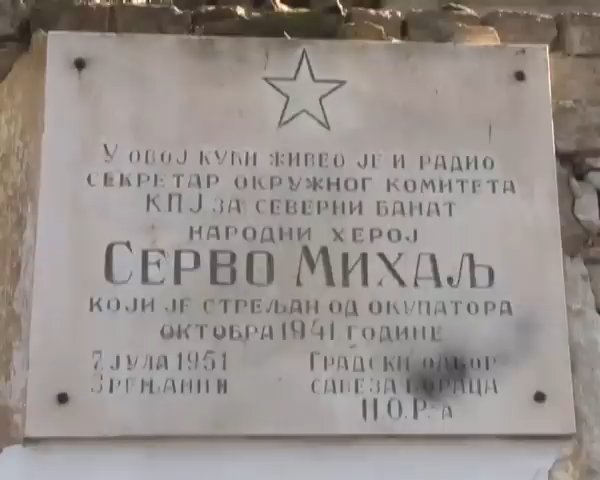 У ОВОЈ КУЋИ ЖИВЕО ЈЕ И РАДИО
СЕКРЕТАР ОКРУЖНОГ КОМИТЕТА
КПЈ ЗА СЕВЕРНИ БАНАТ
НАРОДНИ ХЕРОЈ
СЕРВО МИХАЉ
КОЈИ ЈЕ СТРЕЉАН ОД ОКУПАТОРА
ОКТОБРА 1941 ГОДИНЕ
7 ЈУЛА 1951 ГРАДСКИ ОДБОР
ЗРЕЊАНИН САВЕЗА БОРАЦА
Н О.Р-а